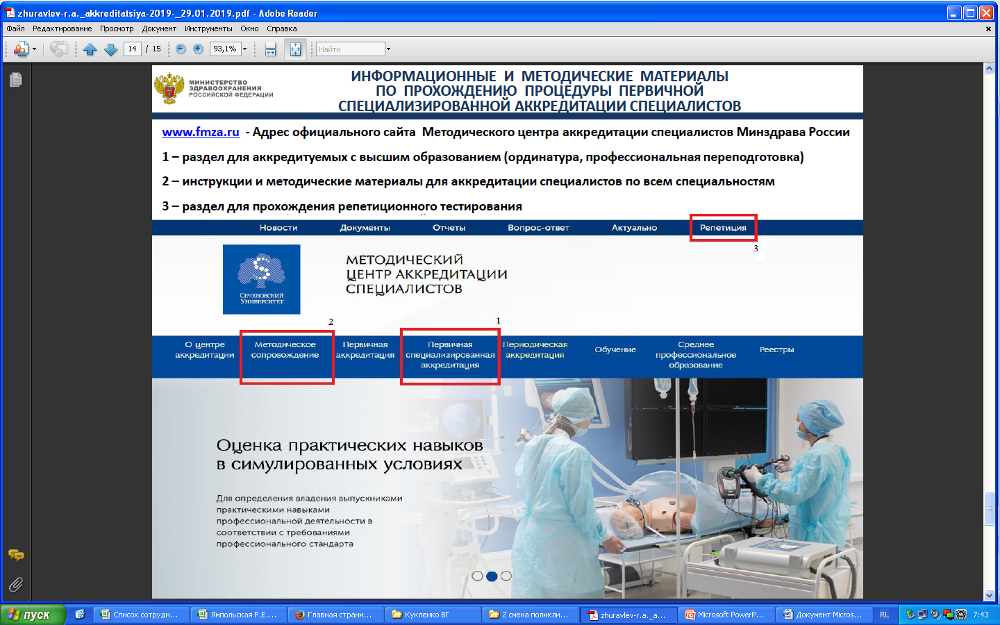 zhuravlev-r.a._akkreditatsiya-2019-_29.01.2019.pdf - Adobe Reader
Файл Редактирование Просмотр Документ Инструменты Окно Справка
14 / 15 93,1% Найти
МИНИСТЕРСТВО
ЗДРАВООХРАНЕНИЯ
РОССИЙСКОЙ ФЕДЕРАЦИИ
ИНФОРМАЦИОННЫЕ И МЕТОДИЧЕСКИЕ МАТЕРИАЛЫ
ПО ПРОХОЖДЕНИЮ ПРОЦЕДУРЫ ПЕРВИЧНОЙ
СПЕЦИАЛИЗИРОВАННОЙ АККРЕДИТАЦИИ СПЕЦИАЛИСТОВ
www.fmza.ru - Адрес официального сайта Методического центра аккредитации специалистов Минздрава России
1 – раздел для аккредитуемых с высшим образованием (ординатура, профессиональная переподготовка)
2 – инструкции и методические материалы для аккредитации специалистов по всем специальностям
3 – раздел для прохождения репетиционного тестирования
Новости Документы Отчеты Вопрос-ответ Актуально Репетиция
3
СЕЧЕНОВСКИЙ
УНИВЕРСИТЕТ
МЕТОДИЧЕСКИЙ
ЦЕНТР АККРЕДИТАЦИИ
СПЕЦИАЛИСТОВ
2 1
О центре
аккредитации
Методическое
сопровождение
Первичная
аккредитация
Первичная
специализированная
аккредитация
Периодическая
аккредитация
Обучение
Среднее
профессиональное
образование
Реестры
Оценка практических навыков
в симулированных условиях
Для определения владения выпускниками
практическими навыками
профессиональной деятельности в
соответствии с требованиями
профессионального стандарта
пуск Список сотрудн... Ямпольская Р.Е.... Главная страни... Кукленко ВГ 2 смена поликли... zhuravlev-r.a._a... Microsoft PowerP... Документ Micros... RL 7:43